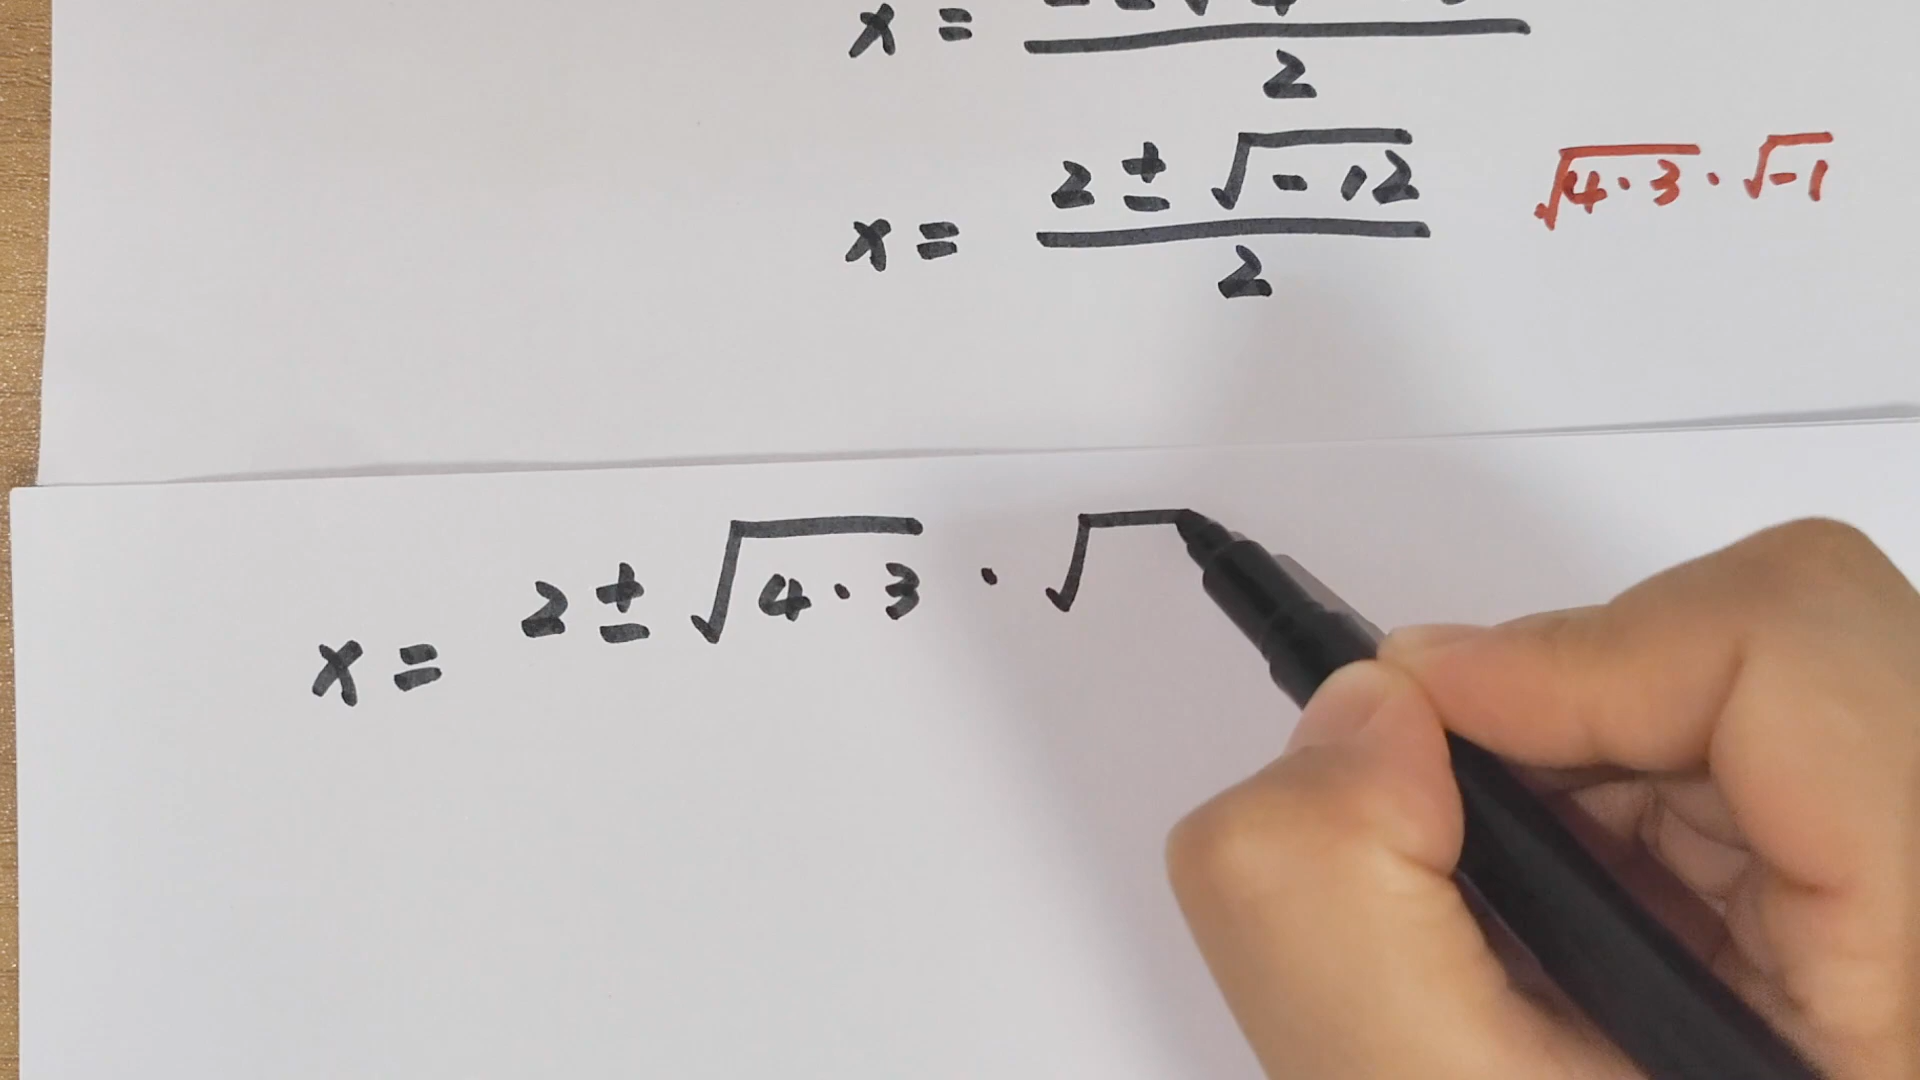 x =
2
2 ± √-12 √4·3 · √-1
x =
2
2 ± √4·3 · √
x =